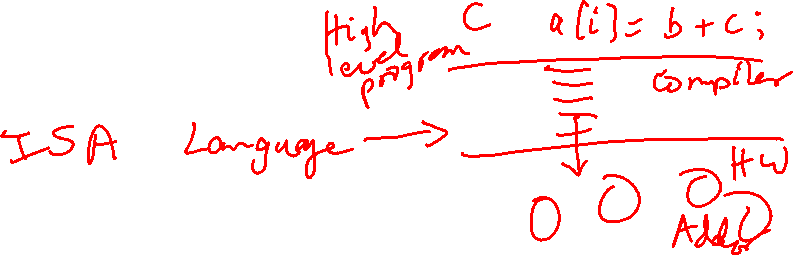 High level program
C a[i] = b + c;
compiler
ISA Language
HW
Adder